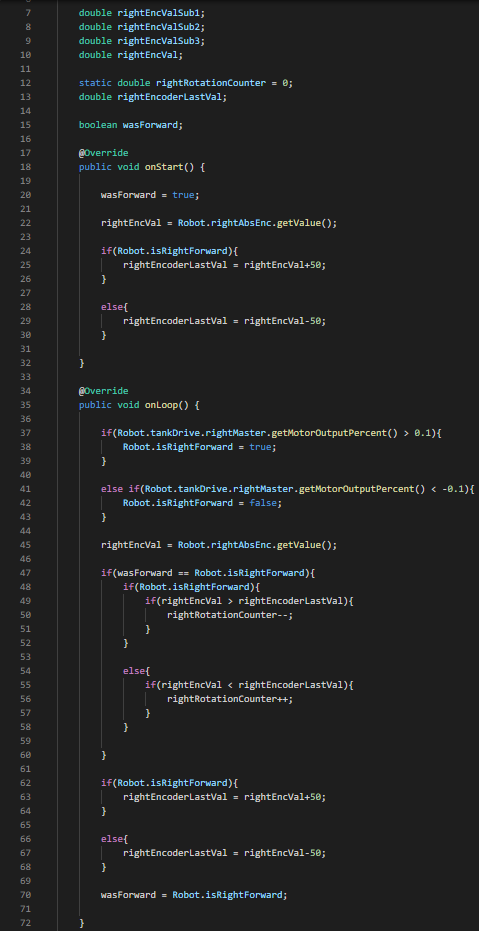 7 double rightEncValSub1;
8 double rightEncValSub2;
9 double rightEncValSub3;
10 double rightEncVal;
11
12 static double rightRotationCounter = 0;
13 double rightEncoderLastVal;
14
15 boolean wasForward;
16
17 @Override
18 public void onStart() {
19
20 wasForward = true;
21
22 rightEncVal = Robot.rightAbsEnc.getValue();
23
24 if(Robot.isRightForward){
25 rightEncoderLastVal = rightEncVal+50;
26 }
27
28 else{
29 rightEncoderLastVal = rightEncVal-50;
30 }
31
32 }
33
34 @Override
35 public void onLoop() {
36
37 if(Robot.tankDrive.rightMaster.getMotorOutputPercent() > 0.1){
38 Robot.isRightForward = true;
39 }
40
41 else if(Robot.tankDrive.rightMaster.getMotorOutputPercent() < -0.1){
42 Robot.isRightForward = false;
43 }
44
45 rightEncVal = Robot.rightAbsEnc.getValue();
46
47 if(wasForward == Robot.isRightForward){
48 if(Robot.isRightForward){
49 if(rightEncVal > rightEncoderLastVal){
50 rightRotationCounter--;
51 }
52 }
53
54 else{
55 if(rightEncVal < rightEncoderLastVal){
56 rightRotationCounter++;
57 }
58 }
59
60 }
61
62 if(Robot.isRightForward){
63 rightEncoderLastVal = rightEncVal+50;
64 }
65
66 else{
67 rightEncoderLastVal = rightEncVal-50;
68 }
69
70 wasForward = Robot.isRightForward;
71
72 }